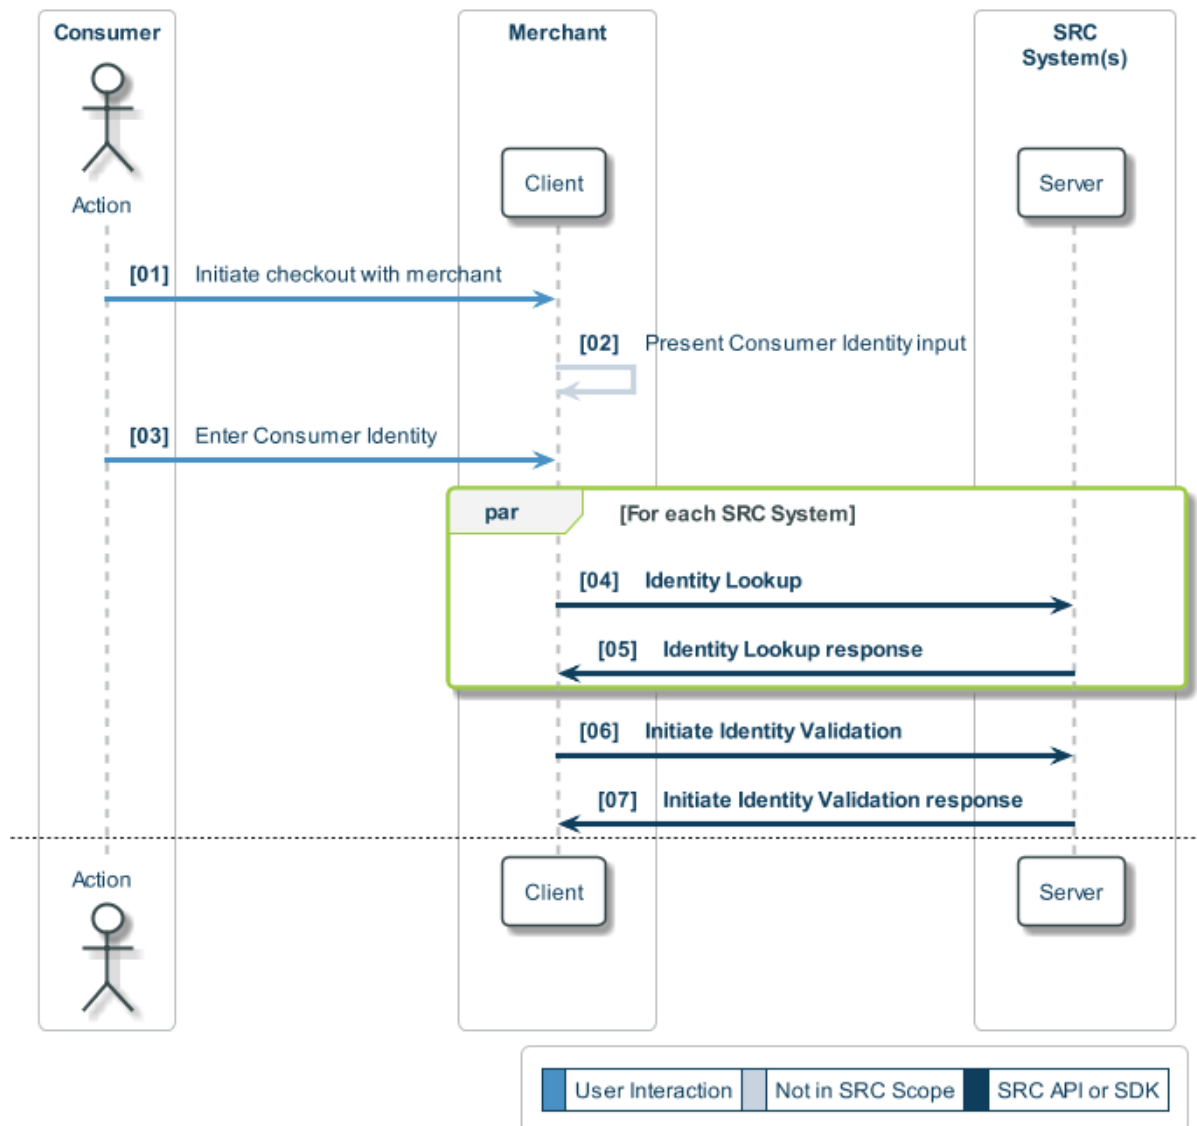 Consumer
Merchant
SRC
System(s)
Action
Client
Server
[01] Initiate checkout with merchant
[02] Present Consumer Identity input
[03] Enter Consumer Identity
par [For each SRC System]
[04] Identity Lookup
[05] Identity Lookup response
[06] Initiate Identity Validation
[07] Initiate Identity Validation response
Action
Client
Server
User Interaction Not in SRC Scope SRC API or SDK